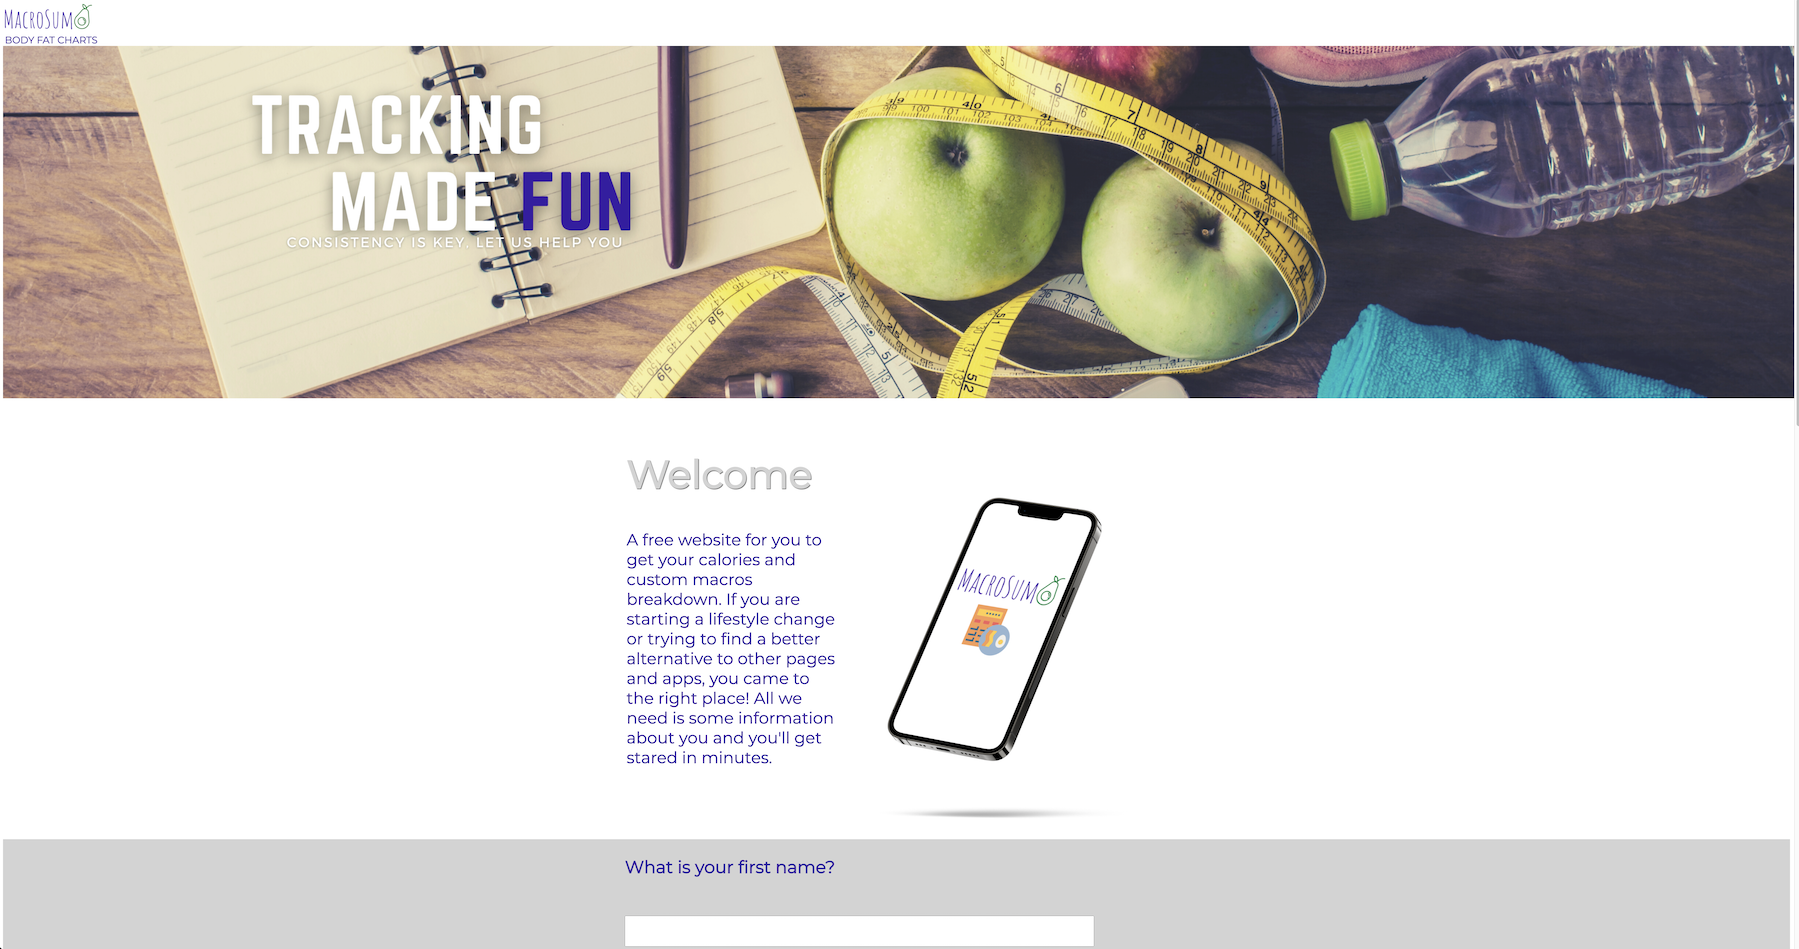 MACROSUMO
BODY FAT CHARTS
TRACKING
MADE FUN
CONSISTENCY IS KEY. LET US HELP YOU
Welcome
A free website for you to
get your calories and
custom macros
breakdown. If you are
starting a lifestyle change
or trying to find a better
alternative to other pages
and apps, you came to
the right place! All we
need is some information
about you and you'll get
stared in minutes.
MACROSUMO
What is your first name?